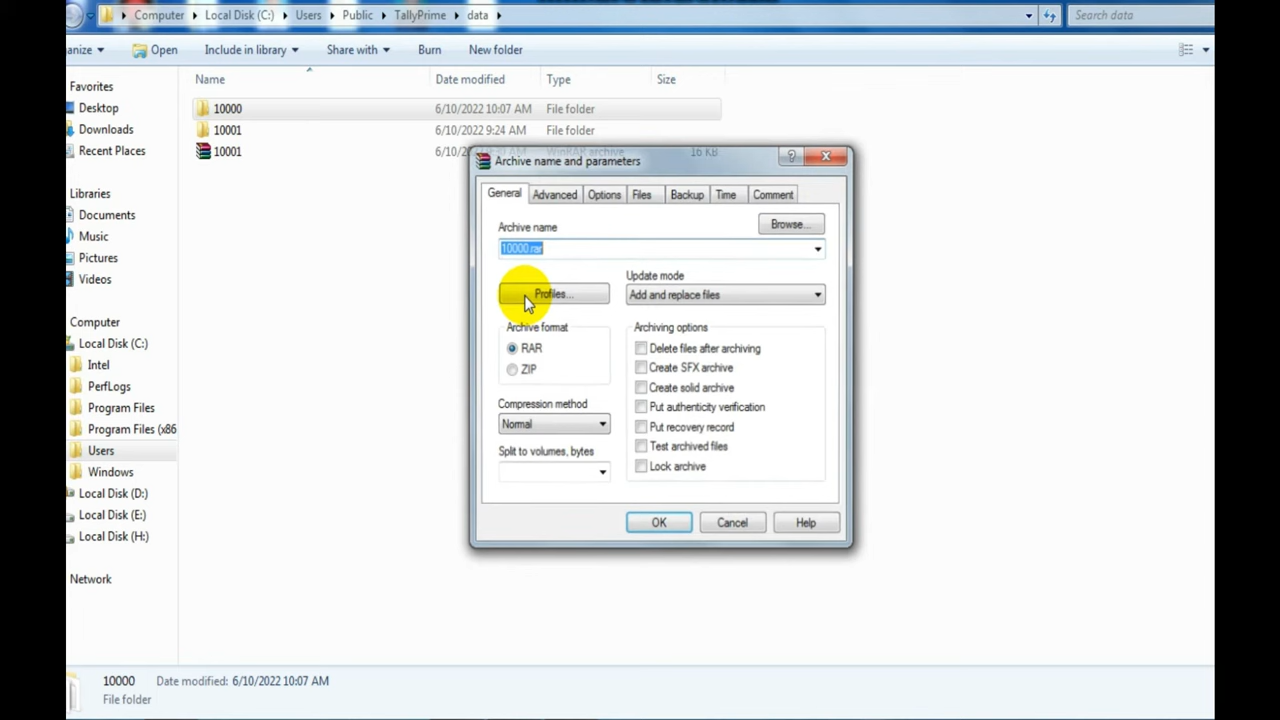 Computer Local Disk (C:) Users Public TallyPrime data Search data
anize Open Include in library Share with Burn New folder
Name Date modified Type Size
Favorites
Desktop
Downloads
Recent Places
Libraries
Documents
Music
Pictures
Videos
Computer
Local Disk (C:)
Intel
PerfLogs
Program Files
Program Files (x86
Users
Windows
Local Disk (D:)
Local Disk (E:)
Local Disk (H:)
Network
10000 6/10/2022 10:07 AM File folder
10001 6/10/2022 9:24 AM File folder
10001 WinRAR archive 16 KB
Archive name and parameters
General Advanced Options Files Backup Time Comment
Archive name
Browse...
10000.rar
Profiles...
Update mode
Add and replace files
Archive format
RAR
ZIP
Compression method
Normal
Split to volumes, bytes
Archiving options
Delete files after archiving
Create SFX archive
Create solid archive
Put authenticity verification
Put recovery record
Test archived files
Lock archive
OK Cancel Help
10000 Date modified: 6/10/2022 10:07 AM
File folder